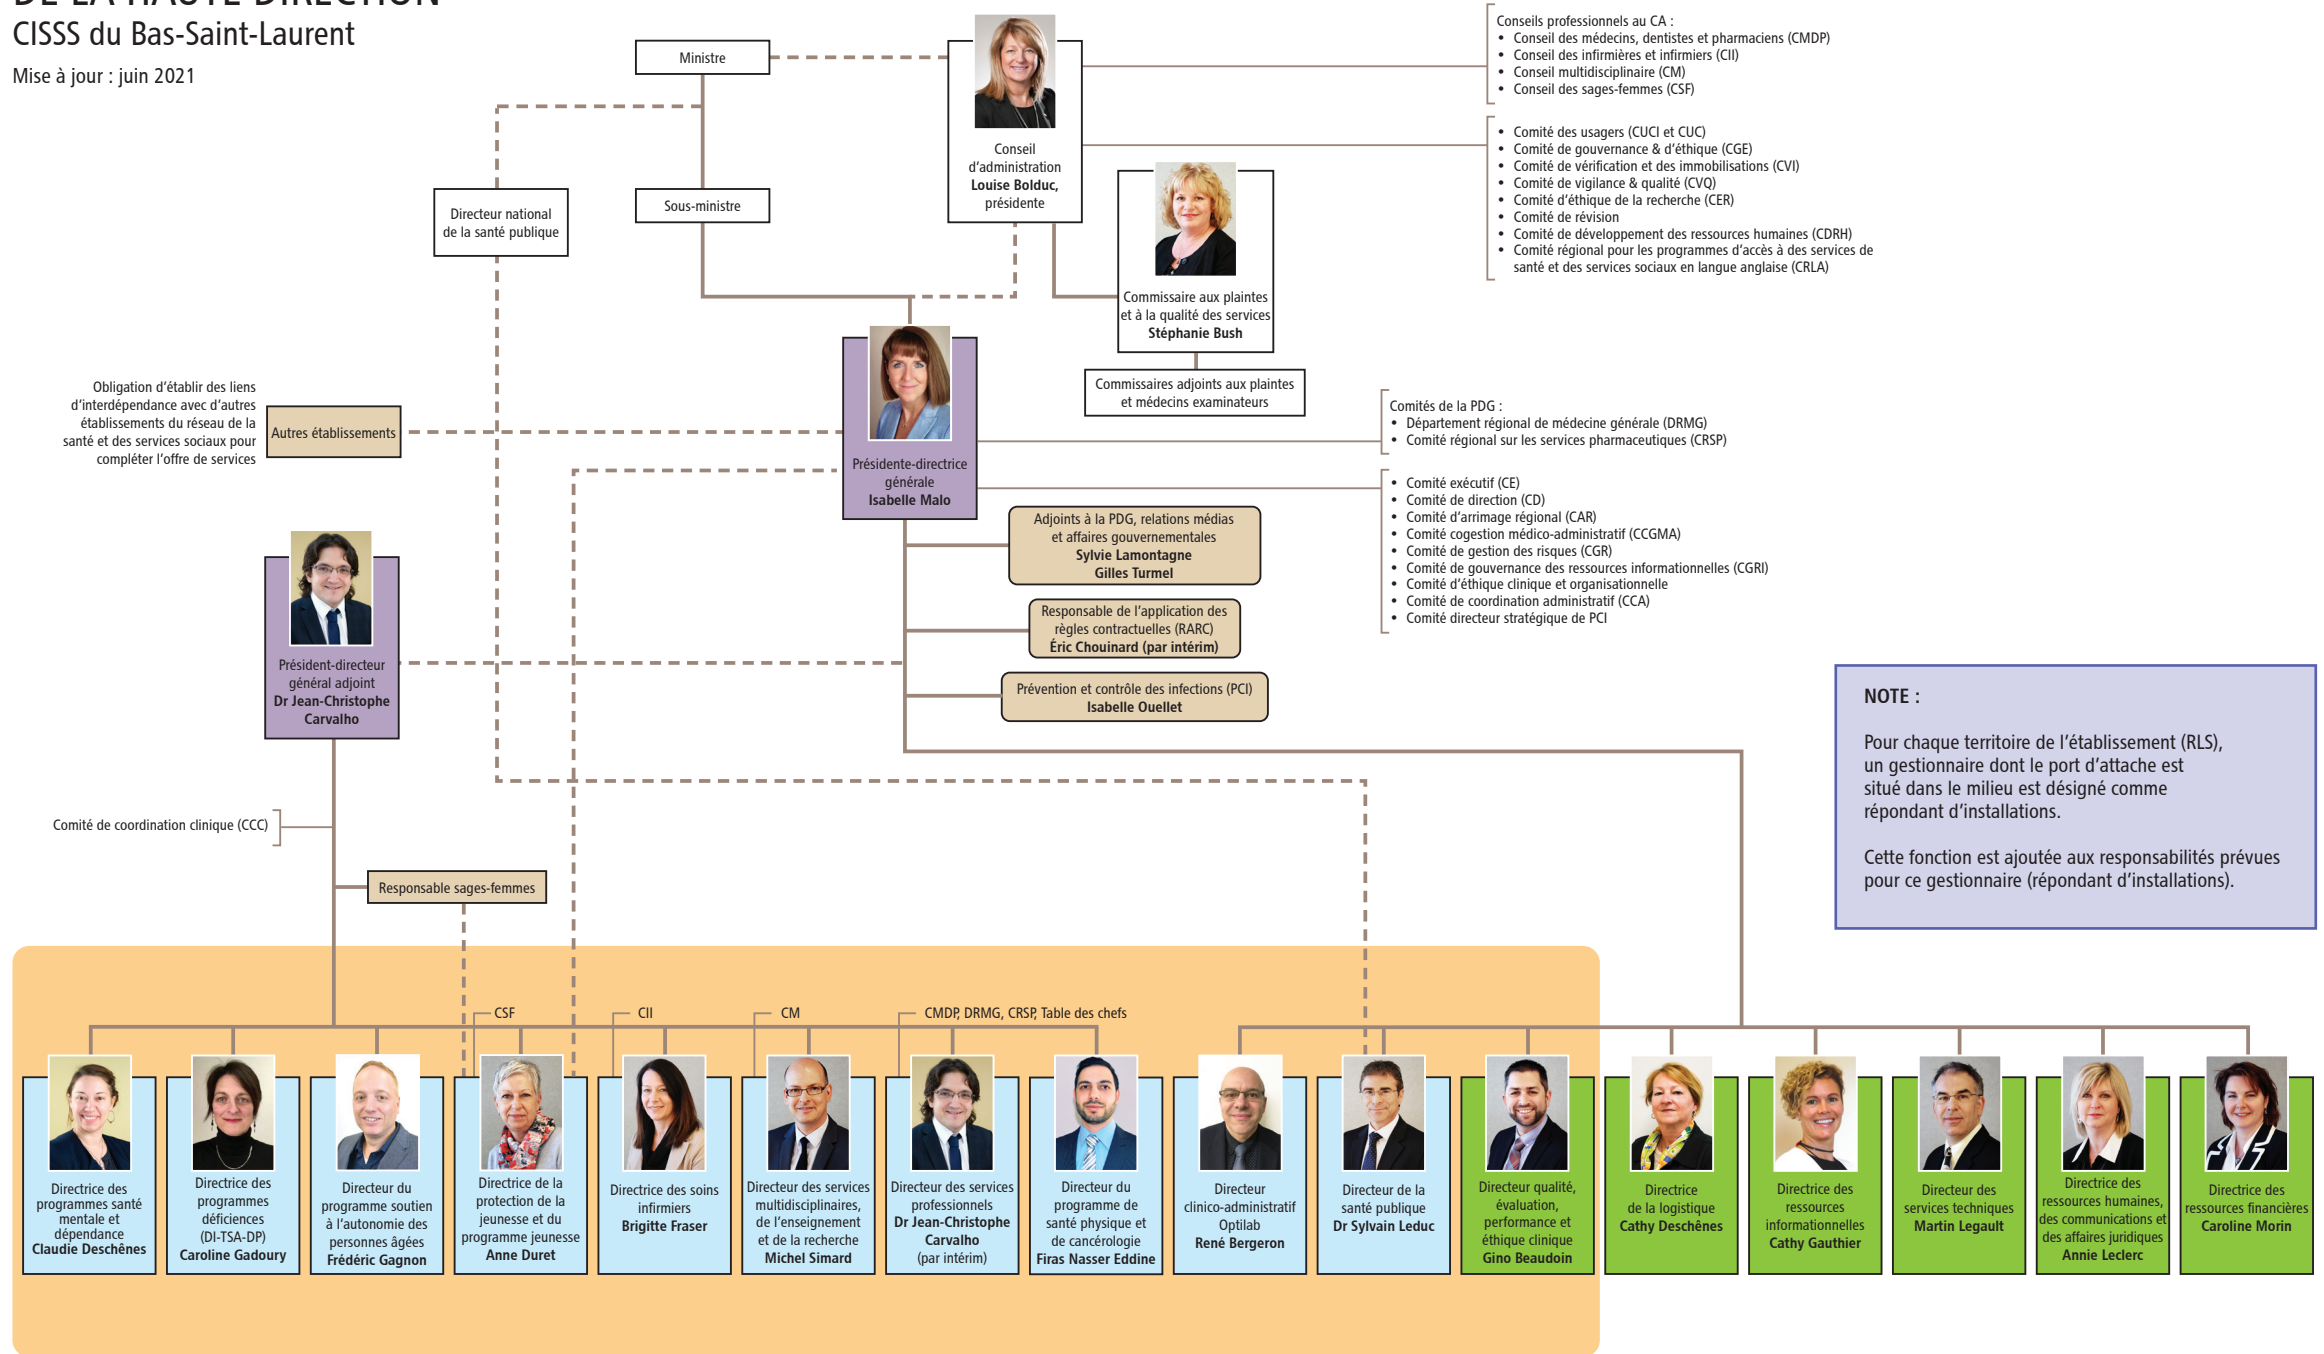 DE LA HAUTE DIRECTION
CISSS du Bas-Saint-Laurent
Mise à jour : juin 2021
Ministre
Conseil
d'administration
Louise Bolduc,
présidente
Conseils professionnels au CA :
• Conseil des médecins, dentistes et pharmaciens (CMDP)
• Conseil des infirmières et infirmiers (CII)
• Conseil multidisciplinaire (CM)
• Conseil des sages-femmes (CSF)
• Comité des usagers (CUCI et CUC)
• Comité de gouvernance & d'éthique (CGE)
• Comité de vérification et des immobilisations (CVI)
• Comité de vigilance & qualité (CVQ)
• Comité d'éthique de la recherche (CER)
• Comité de révision
• Comité de développement des ressources humaines (CDRH)
• Comité régional pour les programmes d'accès à des services de
santé et des services sociaux en langue anglaise (CRLA)
Directeur national
de la santé publique
Sous-ministre
Commissaire aux plaintes
et à la qualité des services
Stéphanie Bush
Commissaires adjoints aux plaintes
et médecins examinateurs
Obligation d'établir des liens
d'interdépendance avec d'autres
établissements du réseau de la
santé et des services sociaux pour
compléter l'offre de services
Autres établissements
Présidente-directrice
générale
Isabelle Malo
Comités de la PDG :
• Département régional de médecine générale (DRMG)
• Comité régional sur les services pharmaceutiques (CRSP)
• Comité exécutif (CE)
• Comité de direction (CD)
• Comité d'arrimage régional (CAR)
• Comité cogestion médico-administratif (CCGMA)
• Comité de gestion des risques (CGR)
• Comité de gouvernance des ressources informationnelles (CGRI)
• Comité d'éthique clinique et organisationnelle
• Comité de coordination administratif (CCA)
• Comité directeur stratégique de PCI
Adjoints à la PDG, relations médias
et affaires gouvernementales
Sylvie Lamontagne
Gilles Turmel
Responsable de l'application des
règles contractuelles (RARC)
Éric Chouinard (par intérim)
Prévention et contrôle des infections (PCI)
Isabelle Ouellet
Président-directeur
général adjoint
Dr Jean-Christophe
Carvalho
NOTE :
Pour chaque territoire de l'établissement (RLS),
un gestionnaire dont le port d'attache est
situé dans le milieu est désigné comme
répondant d'installations.
Cette fonction est ajoutée aux responsabilités prévues
pour ce gestionnaire (répondant d'installations).
Comité de coordination clinique (CCC)
Responsable sages-femmes
CSF
CII
CM
CMDP, DRMG, CRSP, Table des chefs
Directrice des
programmes santé
mentale et
dépendance
Claudie Deschênes
Directrice des
programmes
déficiences
(DI-TSA-DP)
Caroline Gadoury
Directeur du
programme soutien
à l'autonomie des
personnes âgées
Frédéric Gagnon
Directrice de la
protection de la
jeunesse et du
programme jeunesse
Anne Duret
Directrice des soins
infirmiers
Brigitte Fraser
Directeur des services
multidisciplinaires,
de l'enseignement
et de la recherche
Michel Simard
Directeur des services
professionnels
Dr Jean-Christophe
Carvalho
(par intérim)
Directeur du
programme de
santé physique et
de cancérologie
Firas Nasser Eddine
Directeur
clinico-administratif
Optilab
René Bergeron
Directeur de la
santé publique
Dr Sylvain Leduc
Directeur qualité,
évaluation,
performance et
éthique clinique
Gino Beaudoin
Directrice
de la logistique
Cathy Deschênes
Directrice des
ressources
informationnelles
Cathy Gauthier
Directeur des
services techniques
Martin Legault
Directrice des
ressources humaines,
des communications et
des affaires juridiques
Annie Leclerc
Directrice des
ressources financières
Caroline Morin